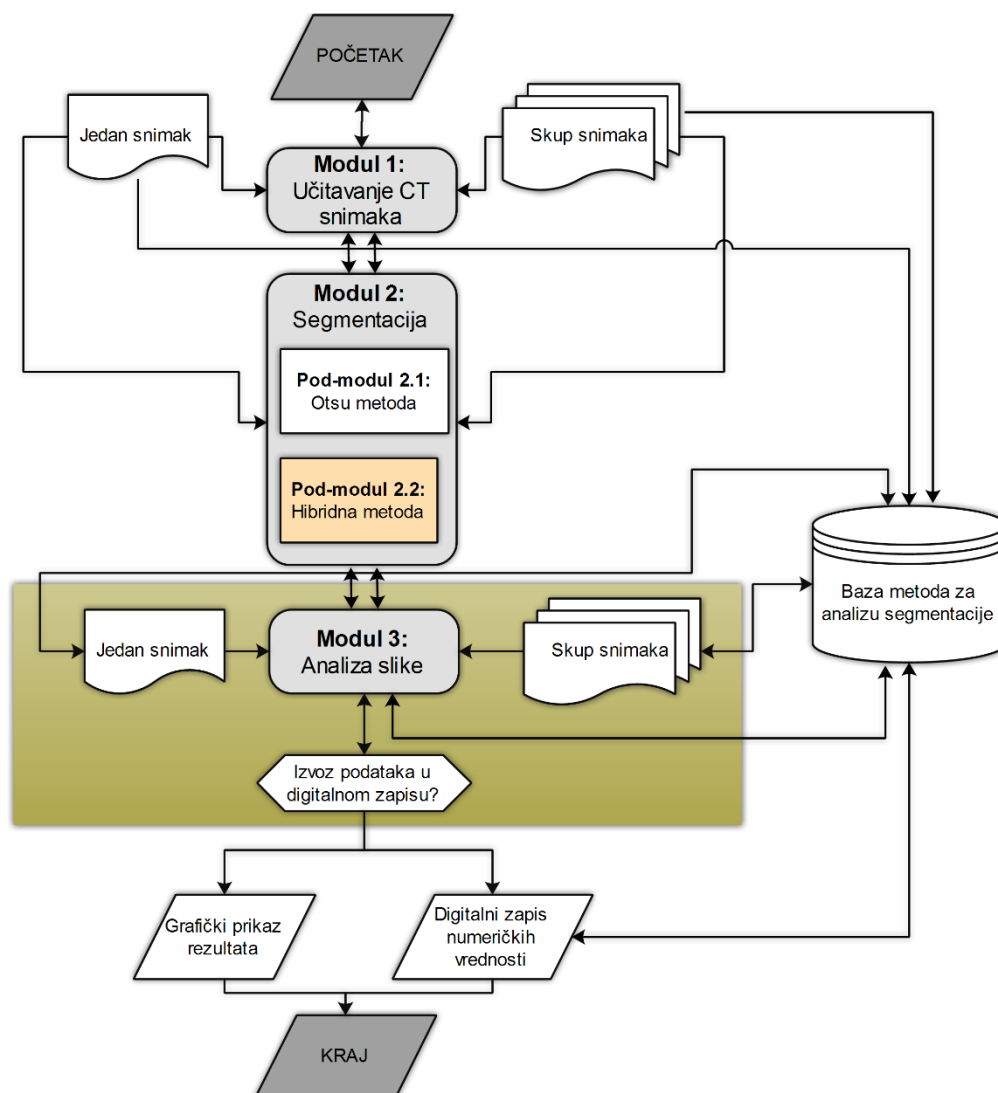 POČETAK
Jedan snimak
Skup snimaka
Modul 1:
Učitavanje CT
snimaka
Modul 2:
Segmentacija
Pod-modul 2.1:
Otsu metoda
Pod-modul 2.2:
Hibridna metoda
Baza metoda za
analizu segmentacije
Jedan snimak
Modul 3:
Analiza slike
Skup snimaka
Izvoz podataka u
digitalnom zapisu?
Grafički prikaz
rezultata
Digitalni zapis
numeričkih
vrednosti
KRAJ